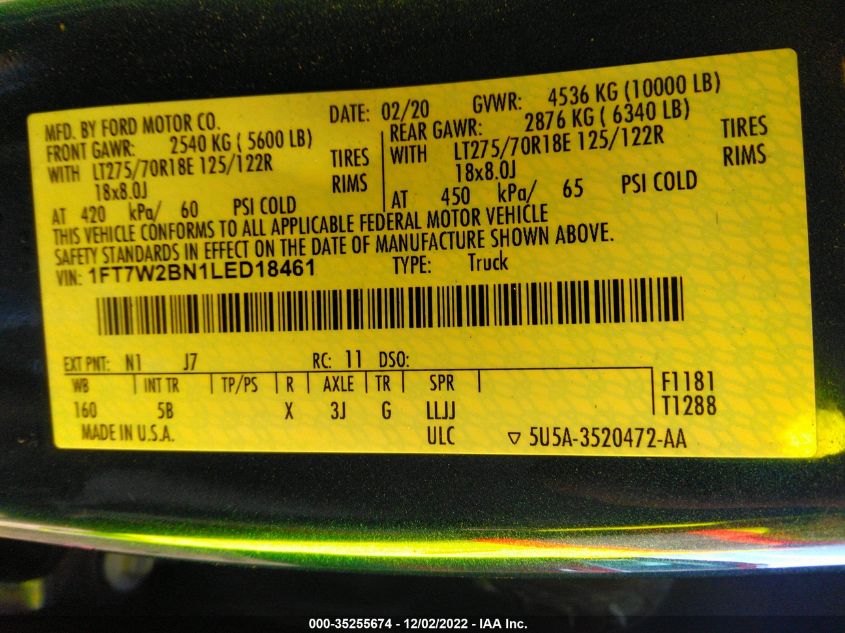 MFD. BY FORD MOTOR CO. DATE: 02/20 GVWR: 4536 KG (10000 LB)
FRONT GAWR: 2540 KG ( 5600 LB) REAR GAWR: 2876 KG ( 6340 LB)
WITH LT275/70R18E 125/122R TIRES WITH LT275/70R18E 125/122R TIRES
18x8.0J RIMS 18x8.0J RIMS
AT 420 kPa/ 60 PSI COLD AT 450 kPa/ 65 PSI COLD
THIS VEHICLE CONFORMS TO ALL APPLICABLE FEDERAL MOTOR VEHICLE
SAFETY STANDARDS IN EFFECT ON THE DATE OF MANUFACTURE SHOWN ABOVE.
VIN: 1FT7W2BN1LED18461 TYPE: Truck
EXT PNT: N1 J7 RC: 11 DSO:
WB INT TR TP/PS R AXLE TR SPR F1181
160 5B X 3J G LLJJ T1288
MADE IN U.S.A. ULC ▽ 5U5A-3520472-AA
000-35255674 - 12/02/2022 - IAA Inc.